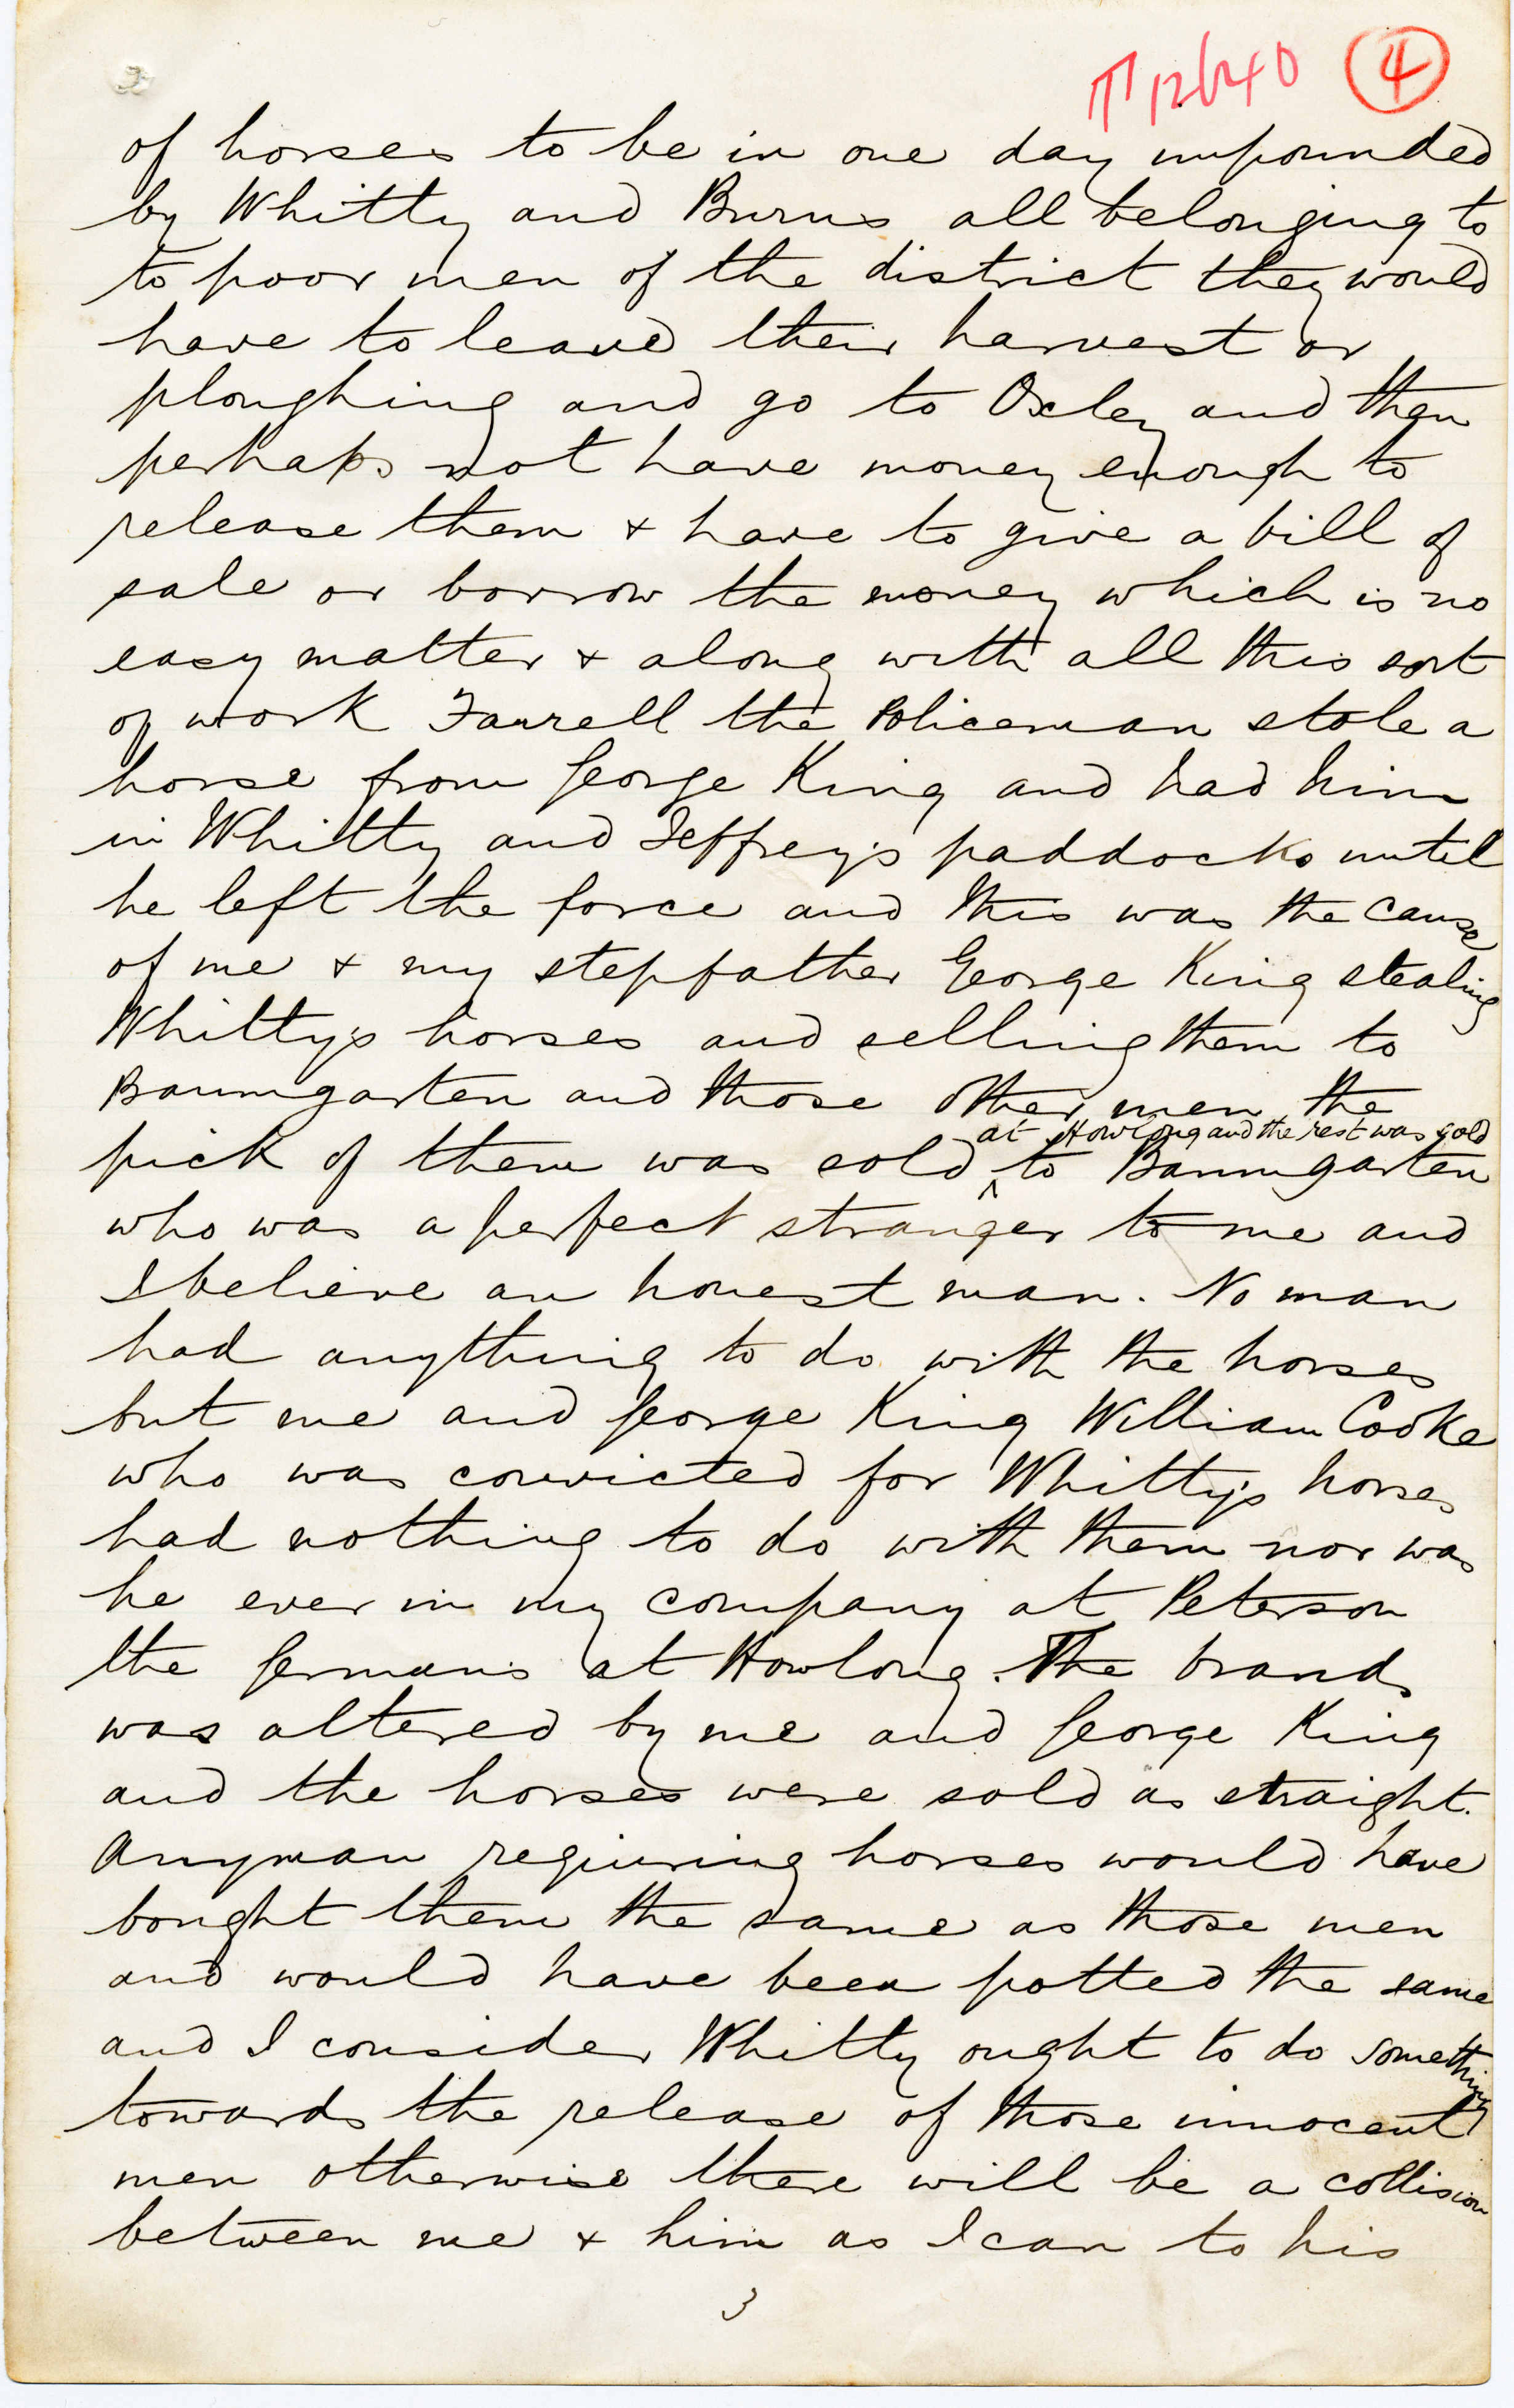 T 12640 4
of horses to be in one day impounded
by Whitty and Burns all belonging to
to poor men of the district they would
have to leave their harvest or
ploughing and go to Oxley and then
perhaps not have money enough to
release them + have to give a bill of
sale or borrow the money which is no
easy matter + along with all this sort
of work Farrell the Policeman stole a
horse from George King and had him
in Whitty and Jeffrey's paddocks until
he left the force and this was the cause
of me + my stepfather George King stealing
Whitty's horses and selling them to
Baumgarten and those other men the
at Howlong and the rest was sold
pick of them was sold ^ to Baumgarten
who was a perfect stranger to me and
I believe an honest man. No man
had anything to do with the horses
but me and George King William Cooke
who was convicted for Whitty's horses
had nothing to do with them nor was
he ever in my company at Peterson
the Germans at Howlong. The brands
was altered by me and George King
and the horses were sold as straight.
Anyman requiring horses would have
bought them the same as those men
and would have been potted the same
and I consider Whitty ought to do something
towards the release of those innocent
men otherwise there will be a collision
between me + him as I can to his
3